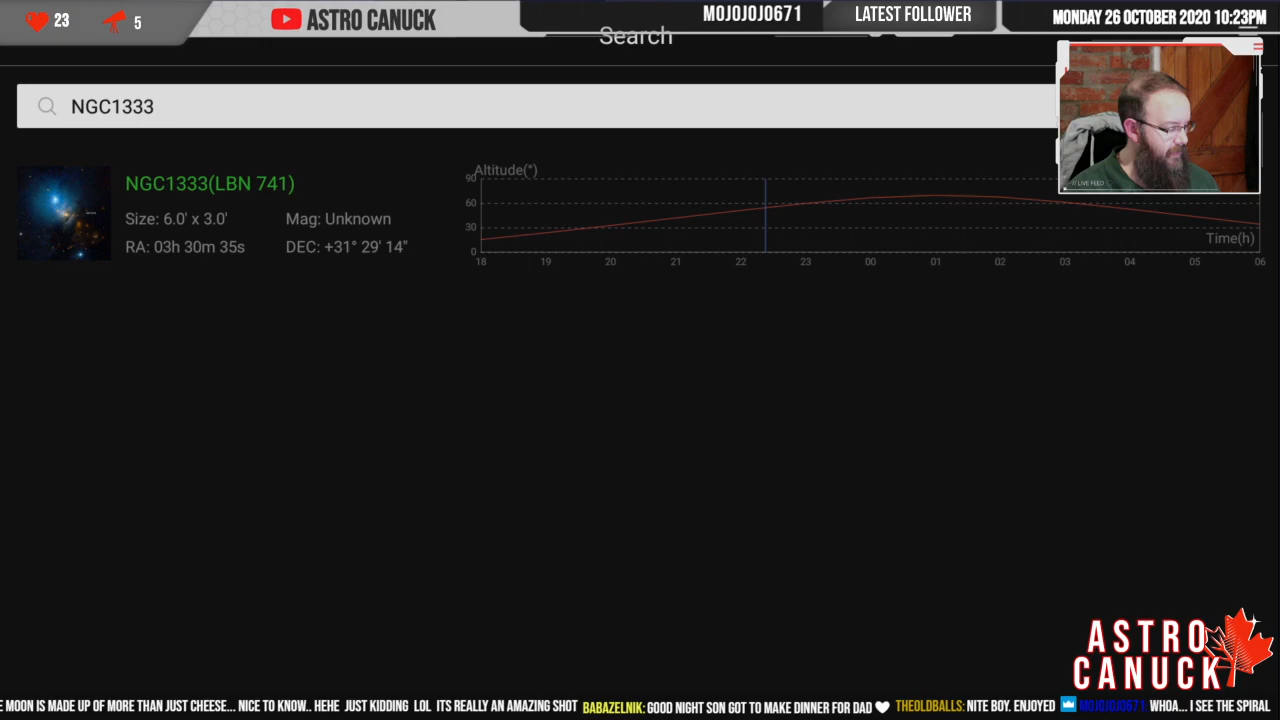 23
5
ASTRO CANUCK
MOJOJOJO671
LATEST FOLLOWER
MONDAY 26 OCTOBER 2020 10:23PM
Search
NGC1333
NGC1333(LBN 741)
Size: 6.0' x 3.0'
Mag: Unknown
RA: 03h 30m 35s
DEC: +31° 29' 14"
Altitude(°)
90
60
30
0
Time(h)
18 19 20 21 22 23 00 01 02 03 04 05 06
// LIVE FEED
ASTRO
CANUCK
E MOON IS MADE UP OF MORE THAN JUST CHEESE... NICE TO KNOW.. HEHE JUST KIDDING LOL ITS REALLY AN AMAZING SHOT BABAZELNIK: GOOD NIGHT SON GOT TO MAKE DINNER FOR DAD THEOLDBALLS: NITE BOY. ENJOYED MOJOJOJO671: WHOA... I SEE THE SPIRAL